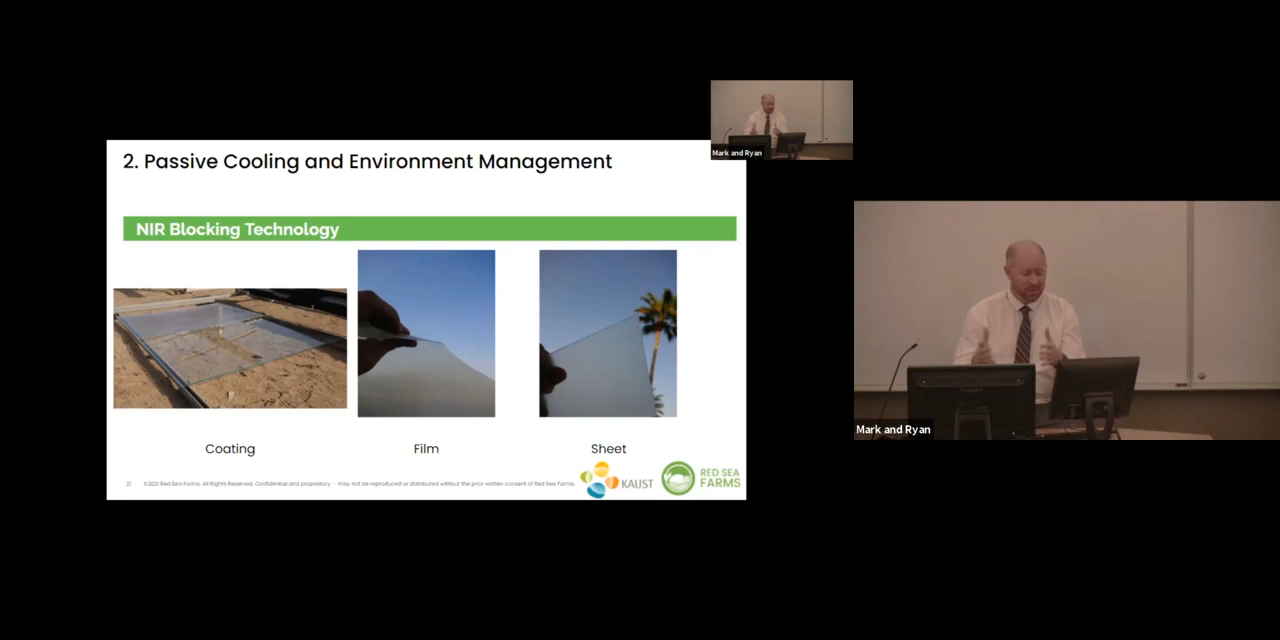 Mark and Ryan
2. Passive Cooling and Environment Management
NIR Blocking Technology
Coating
Film
Sheet
21
©2021 Red Sea Farms. All Rights Reserved. Confidential and proprietary — may not be reproduced or distributed without the prior written consent of Red Sea Farms.
KAUST
RED SEA
FARMS
Mark and Ryan